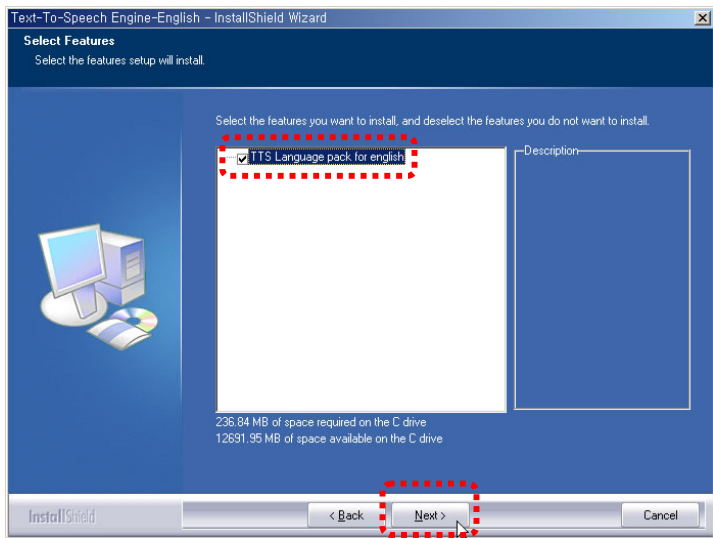 Text-To-Speech Engine-English - InstallShield Wizard
Select Features
Select the features setup will install.
Select the features you want to install, and deselect the features you do not want to install.
TTS Language pack for english
Description
236.84 MB of space required on the C drive
12691.95 MB of space available on the C drive
InstallShield
< Back
Next >
Cancel